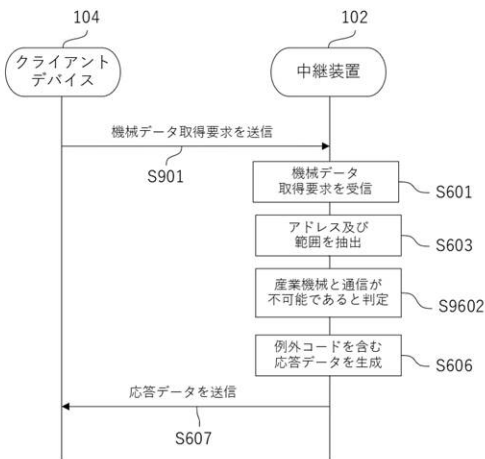 104
102
クライアント
デバイス
中継装置
機械データ取得要求を送信
S901
機械データ
取得要求を受信
S601
アドレス及び
範囲を抽出
S603
産業機械と通信が
不可能であると判定
S9602
例外コードを含む
応答データを生成
S606
応答データを送信
S607